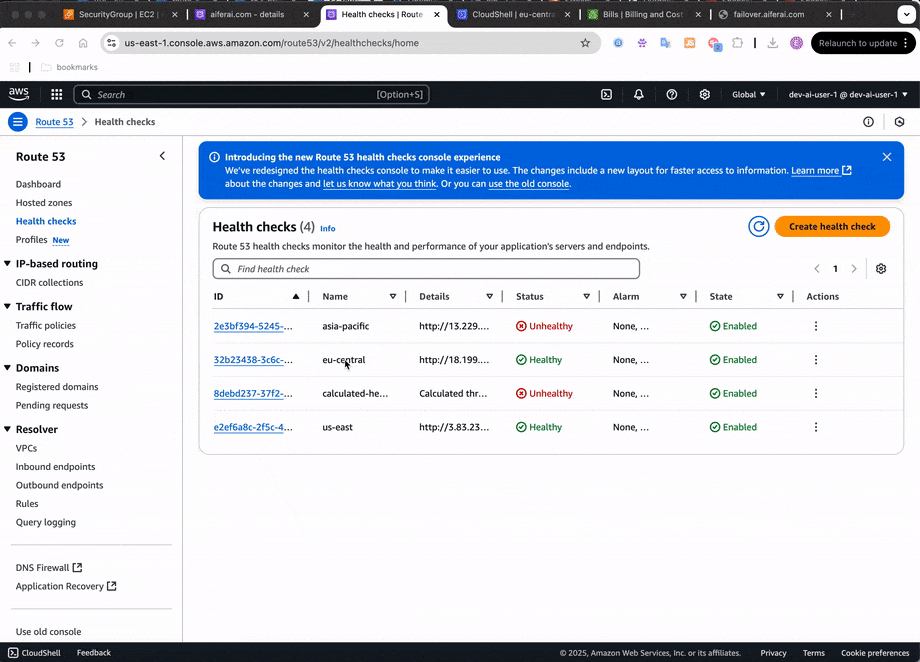 SecurityGroup | EC2 | aiferai.com - details Health checks | Route CloudShell | eu-centra Bills | Billing and Cost failover.aiferai.com
us-east-1.console.aws.amazon.com/route53/v2/healthchecks/home 2 Relaunch to update
bookmarks
aws Search [Option+S] Global dev-ai-user-1 @ dev-ai-user-1
Route 53 Health checks
Route 53
Dashboard
Hosted zones
Health checks
Profiles New
IP-based routing
CIDR collections
Traffic flow
Traffic policies
Policy records
Domains
Registered domains
Pending requests
Resolver
VPCs
Inbound endpoints
Outbound endpoints
Rules
Query logging
DNS Firewall
Application Recovery
Use old console
Introducing the new Route 53 health checks console experience
We've redesigned the health checks console to make it easier to use. The changes include a new layout for faster access to information. Learn more
about the changes and let us know what you think. Or you can use the old console.
Health checks (4) Info Create health check
Route 53 health checks monitor the health and performance of your application's servers and endpoints.
Find health check 1
ID Name Details Status Alarm State Actions
2e3bf394-5245-... asia-pacific http://13.229.... Unhealthy None, ... Enabled
32b23438-3c6c-... eu-central http://18.199.... Healthy None, ... Enabled
8debd237-37f2-... calculated-he... Calculated thr... Unhealthy None, ... Enabled
e2ef6a8c-2f5c-4... us-east http://3.83.23... Healthy None, ... Enabled
CloudShell Feedback © 2025, Amazon Web Services, Inc. or its affiliates. Privacy Terms Cookie preferences